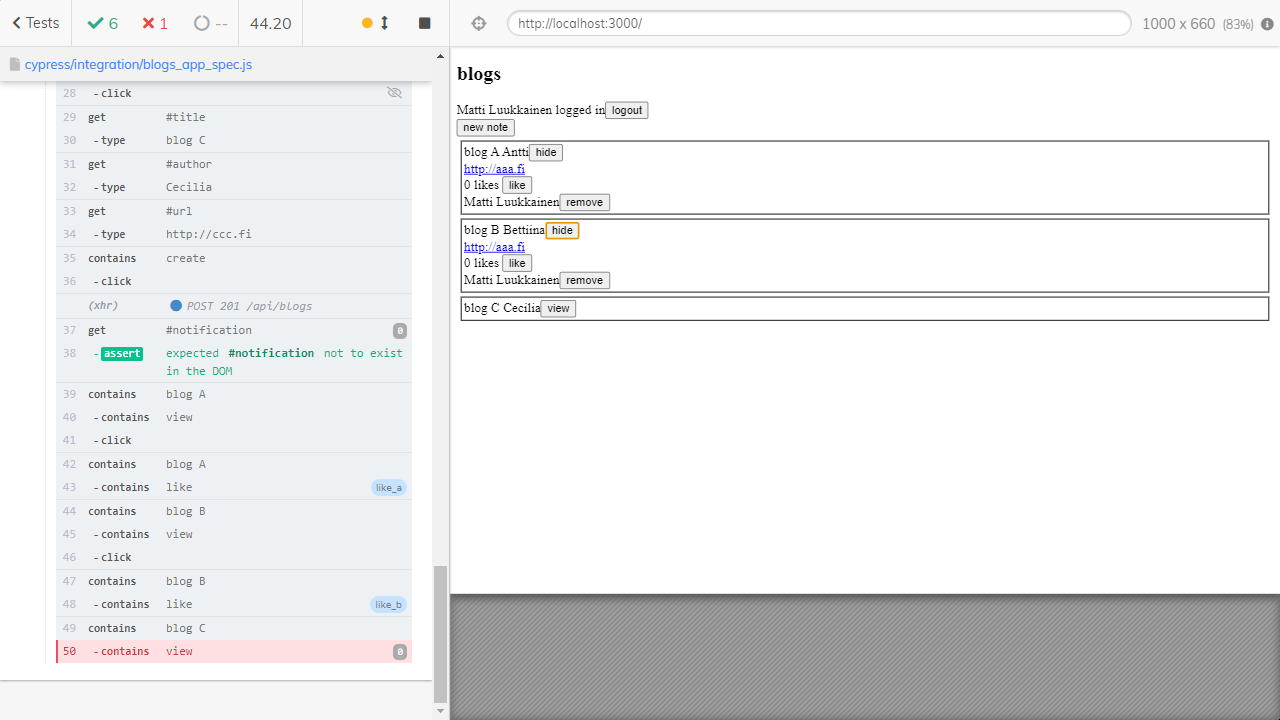 Tests
6
1
--
44.20
http://localhost:3000/
1000 x 660 (83%)
cypress/integration/blogs_app_spec.js
28 - click
29 get #title
30 - type blog C
31 get #author
32 - type Cecilia
33 get #url
34 - type http://ccc.fi
35 contains create
36 - click
(xhr) POST 201 /api/blogs
37 get #notification 0
38 - assert expected #notification not to exist
in the DOM
39 contains blog A
40 - contains view
41 - click
42 contains blog A
43 - contains like like_a
44 contains blog B
45 - contains view
46 - click
47 contains blog B
48 - contains like like_b
49 contains blog C
50 - contains view 0
blogs
Matti Luukkainen logged in logout
new note
blog A Antti hide
http://aaa.fi
0 likes like
Matti Luukkainen remove
blog B Bettiina hide
http://aaa.fi
0 likes like
Matti Luukkainen remove
blog C Cecilia view